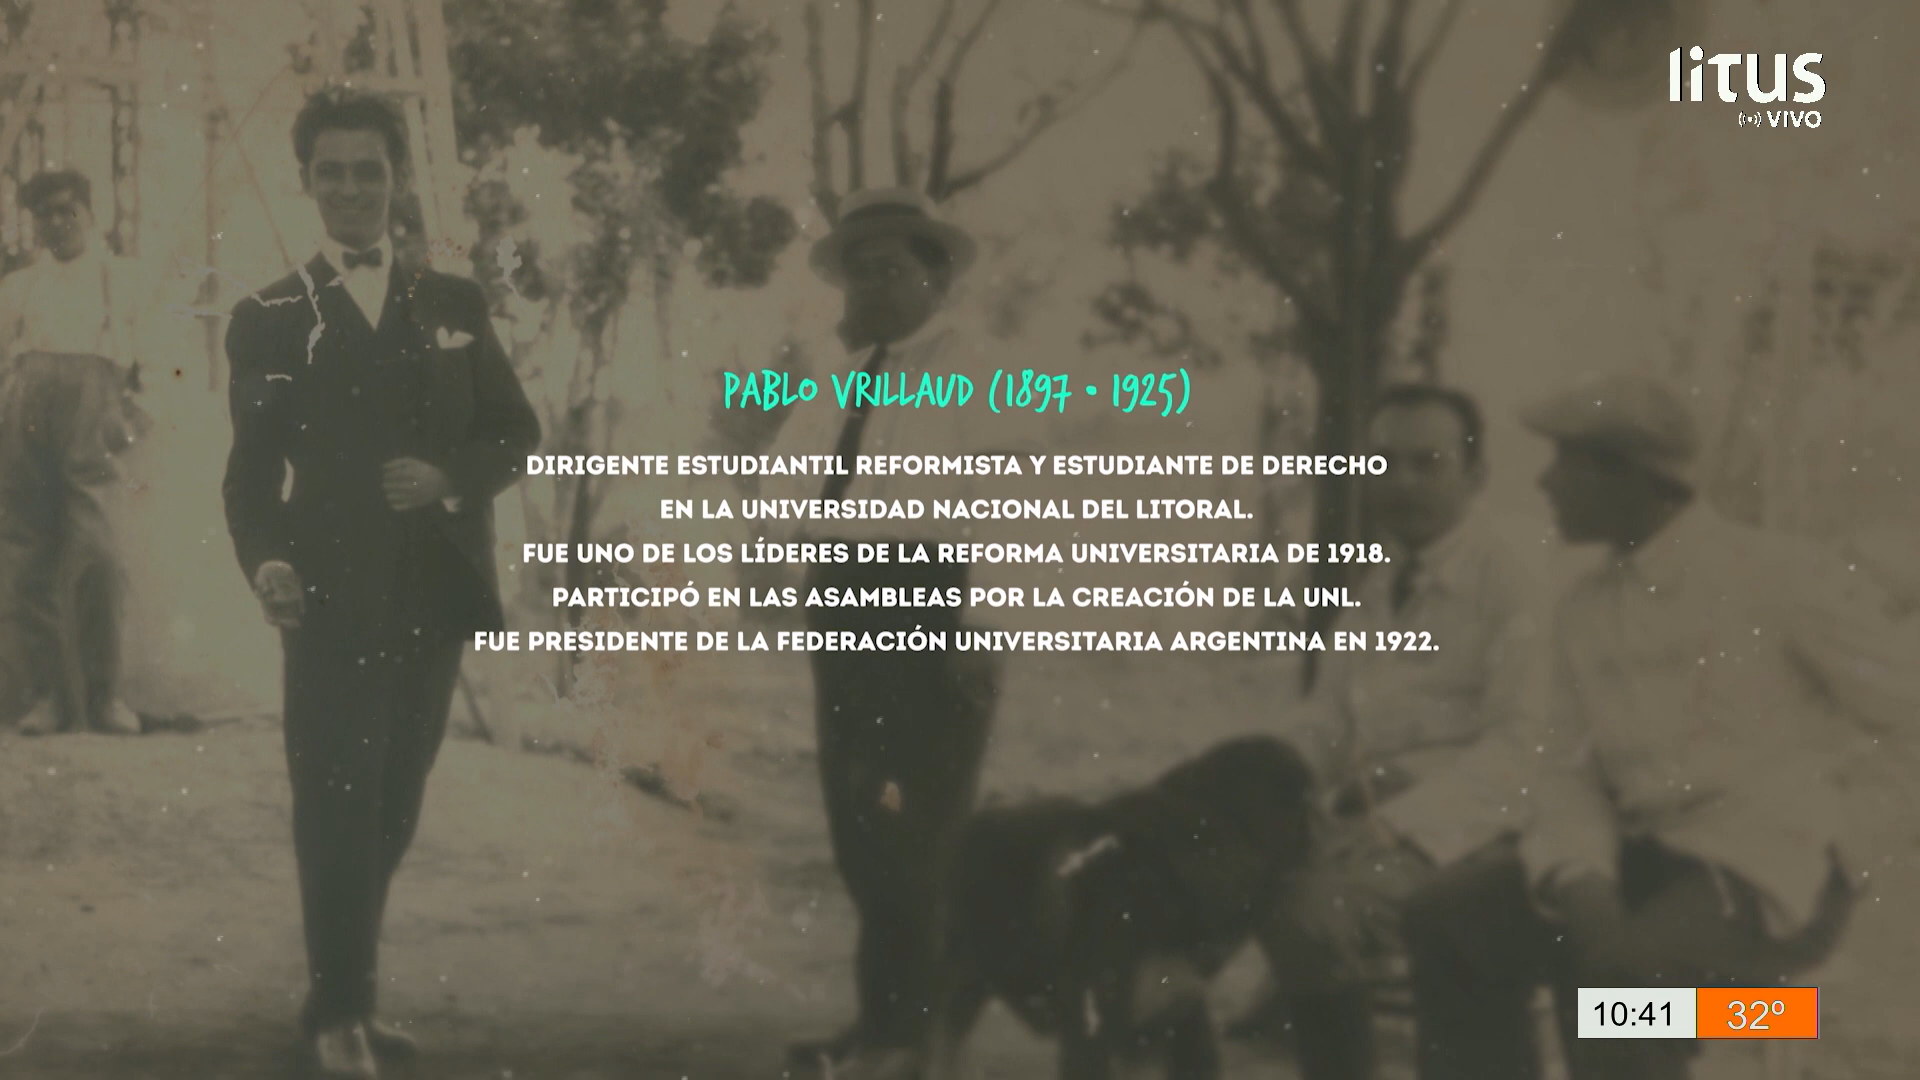 litus
VIVO
PABLO VRILLAUD (1897 • 1925)
DIRIGENTE ESTUDIANTIL REFORMISTA Y ESTUDIANTE DE DERECHO
EN LA UNIVERSIDAD NACIONAL DEL LITORAL.
FUE UNO DE LOS LÍDERES DE LA REFORMA UNIVERSITARIA DE 1918.
PARTICIPÓ EN LAS ASAMBLEAS POR LA CREACIÓN DE LA UNL.
FUE PRESIDENTE DE LA FEDERACIÓN UNIVERSITARIA ARGENTINA EN 1922.
10:41 32º